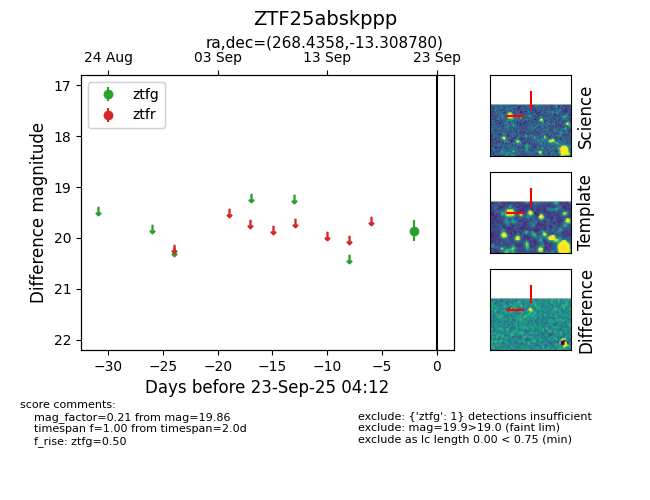 ZTF25abskppp
ra,dec=(268.4358,-13.308780)
24 Aug 03 Sep 13 Sep 23 Sep
ztfg
ztfr
17
18
19
20
21
22
Difference magnitude
−30 −25 −20 −15 −10 −5 0
Days before 23-Sep-25 04:12
Science
Template
Difference
score comments:
mag_factor=0.21 from mag=19.86
timespan f=1.00 from timespan=2.0d
f_rise: ztfg=0.50
exclude: {'ztfg': 1} detections insufficient
exclude: mag=19.9>19.0 (faint lim)
exclude as lc length 0.00 < 0.75 (min)